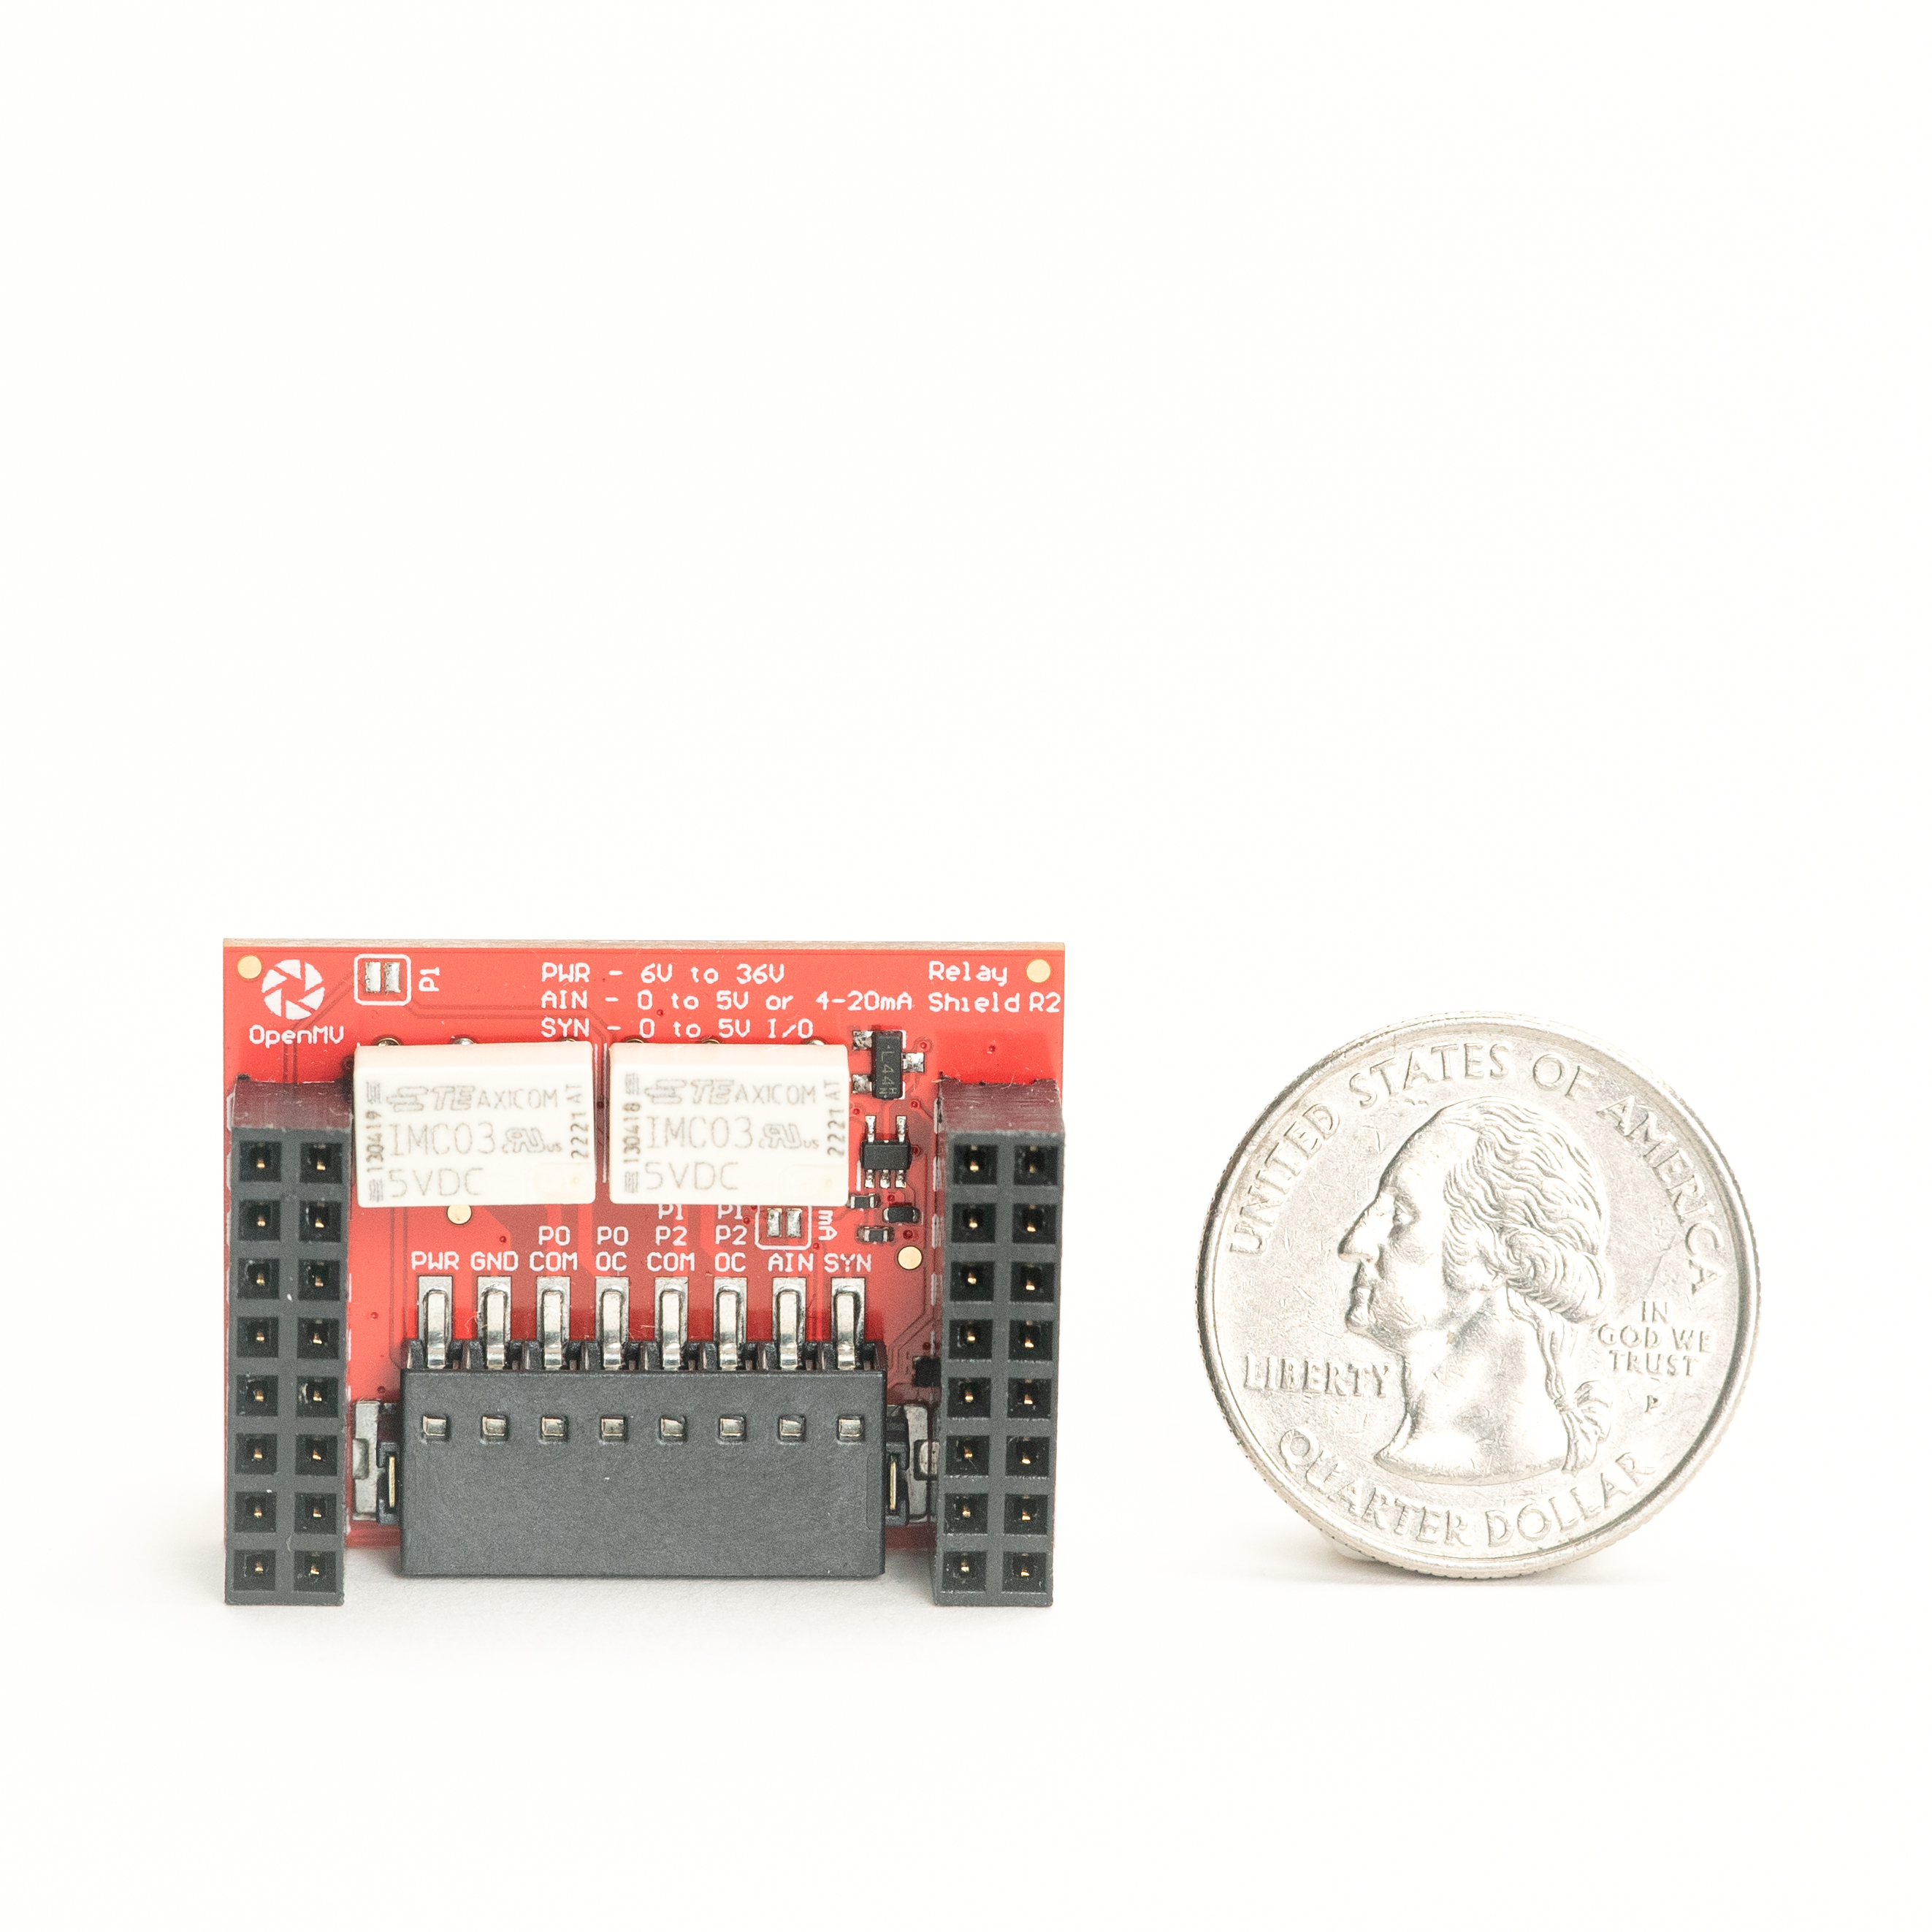 OpenMV
P1
PWR - 6V to 36V
AIN - 0 to 5V or 4-20mA
SYN - 0 to 5V I/O
Relay
Shield R2
TE AXICOM
IMC03
5VDC
130419
2221 AT
TE AXICOM
IMC03
5VDC
130418
2221 AT
L44
mA
P1 P1
P0 P0 P2 P2
PWR GND COM OC COM OC AIN SYN
UNITED STATES OF AMERICA
IN
GOD WE
TRUST
LIBERTY
P
QUARTER DOLLAR